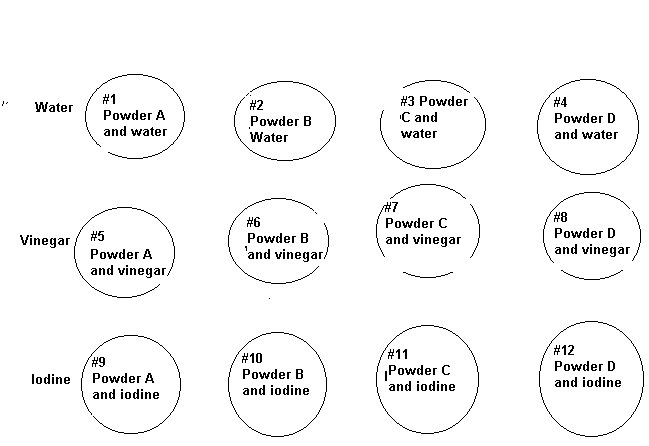 Water
#1
Powder A
and water
#2
Powder B
Water
#3 Powder
C and
water
#4
Powder D
and water
Vinegar
#5
Powder A
and vinegar
#6
Powder B
and vinegar
#7
Powder C
and vinegar
#8
Powder D
and vinegar
Iodine
#9
Powder A
and iodine
#10
Powder B
and iodine
#11
Powder C
and iodine
#12
Powder D
and iodine